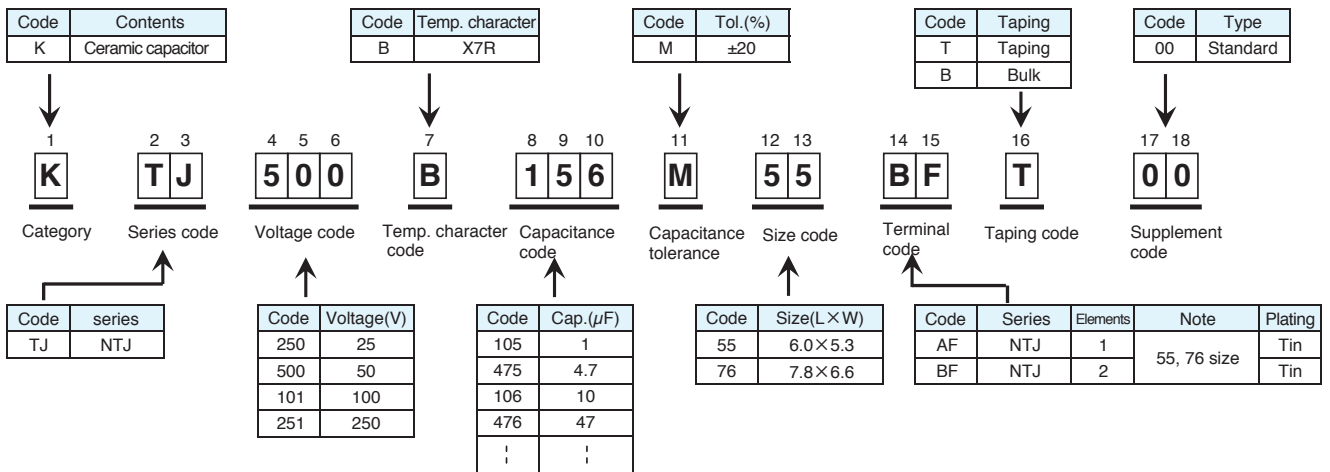 Code Contents
K Ceramic capacitor
Code Temp. character
B X7R
Code Tol.(%)
M ±20
Code Taping
T Taping
B Bulk
Code Type
00 Standard
1 2 3 4 5 6 7 8 9 10 11 12 13 14 15 16 17 18
K T J 5 0 0 B 1 5 6 M 5 5 B F T 0 0
Category
Series code
Voltage code
Temp. character
code
Capacitance
code
Capacitance
tolerance
Size code
Terminal
code
Taping code
Supplement
code
Code series
TJ NTJ
Code Voltage(V)
250 25
500 50
101 100
251 250
Code Cap.(µF)
105 1
475 4.7
106 10
476 47
Code Size(L×W)
55 6.0×5.3
76 7.8×6.6
Code Series Elements Note Plating
AF NTJ 1 55, 76 size Tin
BF NTJ 2 Tin